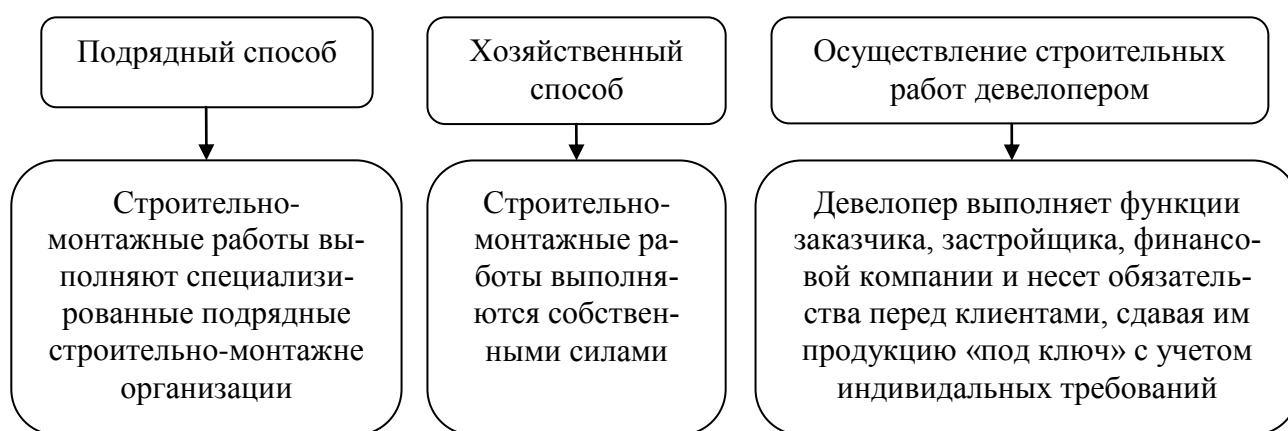 Подрядный способ
Строительно-
монтажные работы вы-
полняют специализи-
рованные подрядные
строительно-монтажне
организации
Хозяйственный
способ
Строительно-
монтажные ра-
боты выполня-
ются собствен-
ными силами
Осуществление строительных
работ девелопером
Девелопер выполняет функции
заказчика, застройщика, финансо-
вой компании и несет обязатель-
ства перед клиентами, сдавая им
продукцию «под ключ» с учетом
индивидальных требований